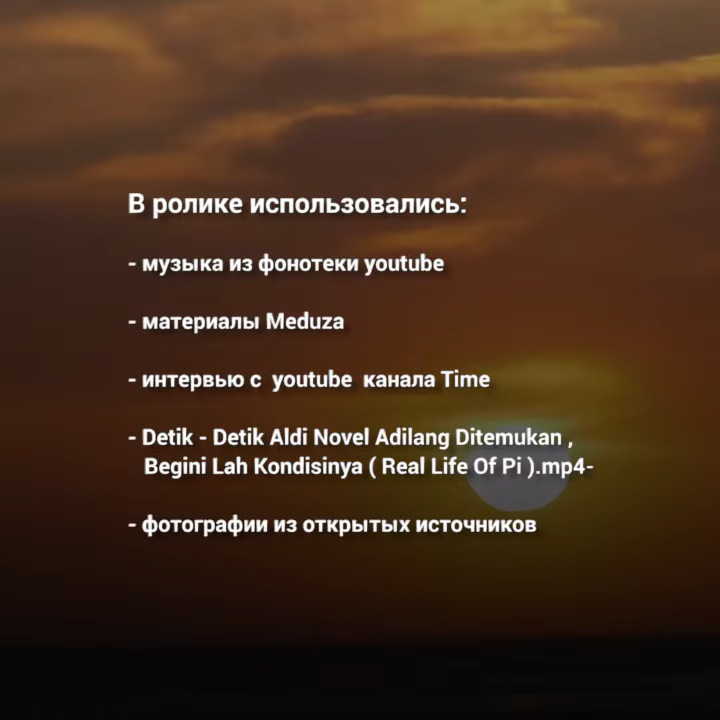 В ролике использовались:
- музыка из фонотеки youtube
- материалы Meduza
- интервью с youtube канала Time
- Detik - Detik Aldi Novel Adilang Ditemukan ,
Begini Lah Kondisinya ( Real Life Of Pi ).mp4-
- фотографии из открытых источников